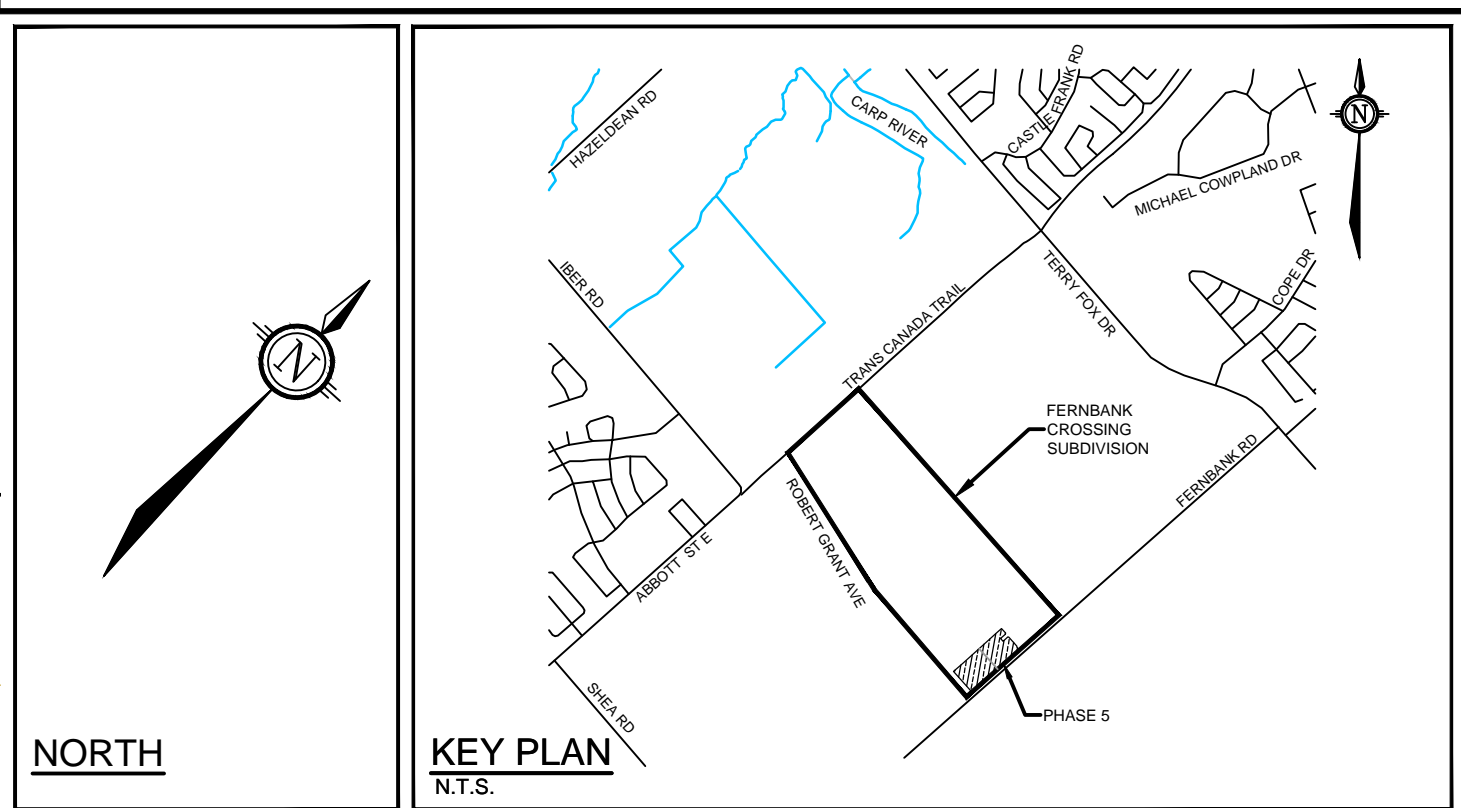 N
NORTH
HAZELDEAN RD
CARP RIVER
CASTLE FRANK RD
N
MICHAEL COWPLAND DR
IBER RD
TERRY FOX DR
COPE DR
TRANS CANADA TRAIL
FERNBANK
CROSSING
SUBDIVISION
FERNBANK RD
ROBERT GRANT AVE
ABBOTT ST E
SHEA RD
PHASE 5
KEY PLAN
N.T.S.